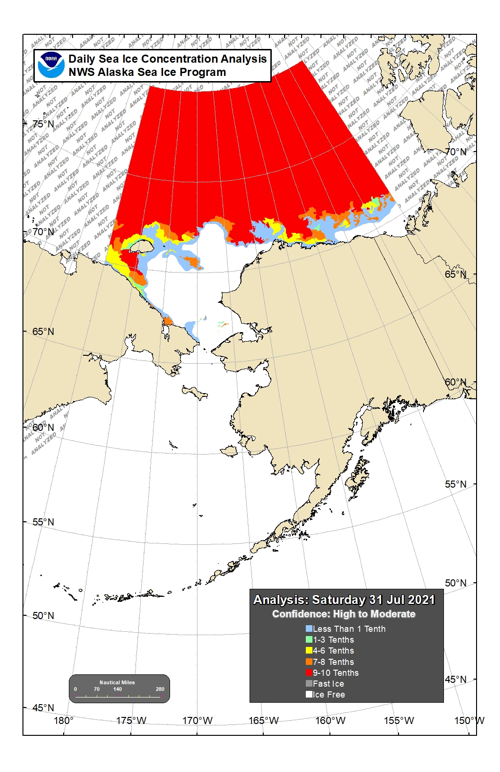 Daily Sea Ice Concentration Analysis
NWS Alaska Sea Ice Program
NOAA
NOT ANALYZED
75°N
70°N
70°N
65°N
65°N
60°N
60°N
55°N
55°N
50°N
50°N
45°N
45°N
Analysis: Saturday 31 Jul 2021
Confidence: High to Moderate
Less Than 1 Tenth
1-3 Tenths
4-6 Tenths
7-8 Tenths
9-10 Tenths
Fast Ice
Ice Free
Nautical Miles
0 70 140 280
180° 175°W 170°W 165°W 160°W 155°W 150°W